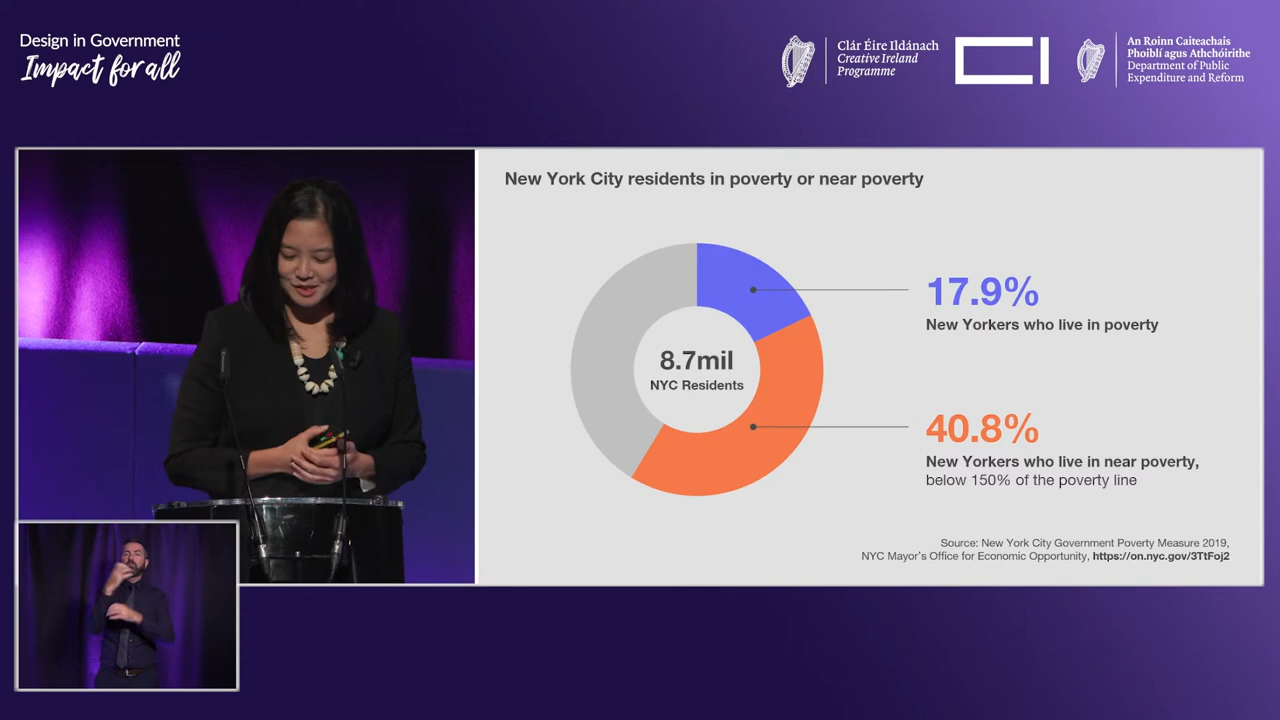 Design in Government
Impact for all
Clár Éire Ildánach
Creative Ireland
Programme
CI
An Roinn Caiteachais
Phoiblí agus Athchóirithe
Department of Public
Expenditure and Reform
New York City residents in poverty or near poverty
8.7mil
NYC Residents
17.9%
New Yorkers who live in poverty
40.8%
New Yorkers who live in near poverty,
below 150% of the poverty line
Source: New York City Government Poverty Measure 2019,
NYC Mayor's Office for Economic Opportunity, https://on.nyc.gov/3TtFoj2